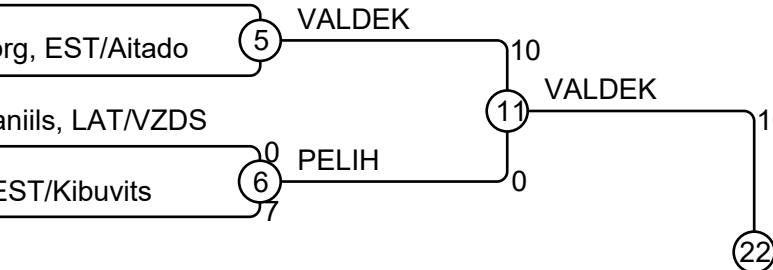 VALDEK
5
org, EST/Aitado
10
VALDEK
11
aniils, LAT/VZDS
0
PELIH
6
0
EST/Kibuvits
7
22